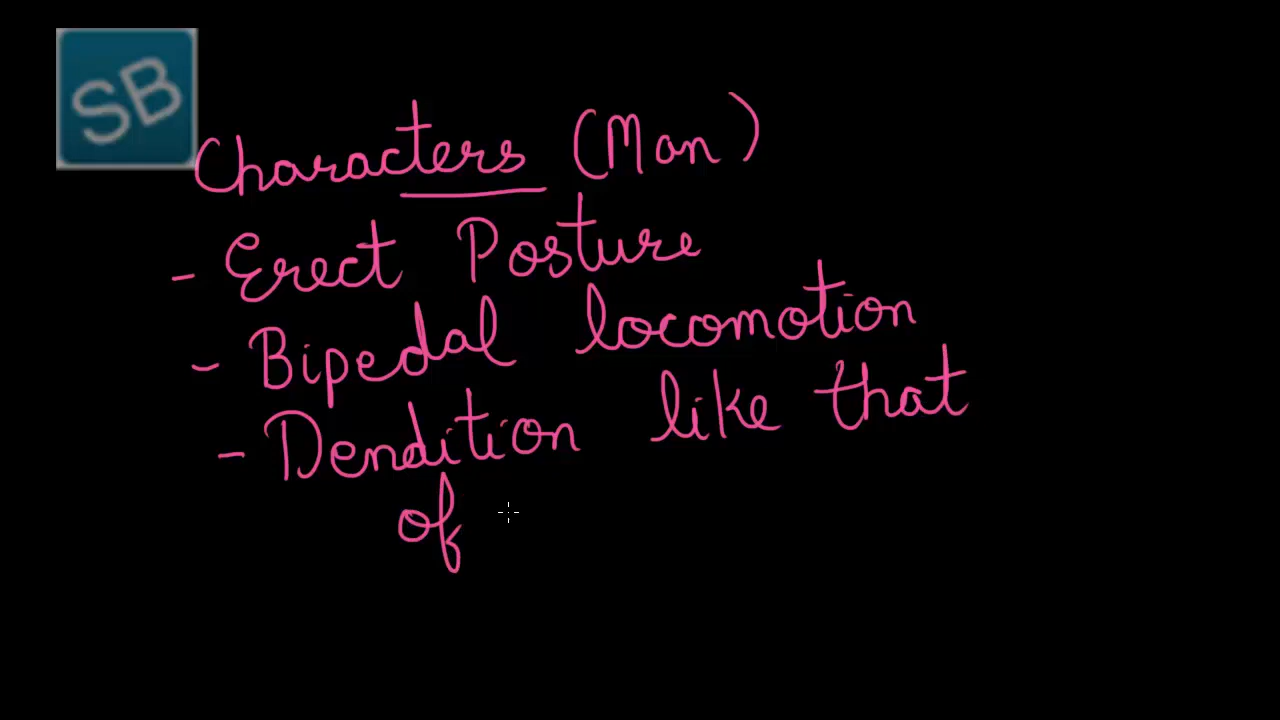 SB
Characters (Man)
- Erect Posture
- Bipedal locomotion
- Dendition like that
of